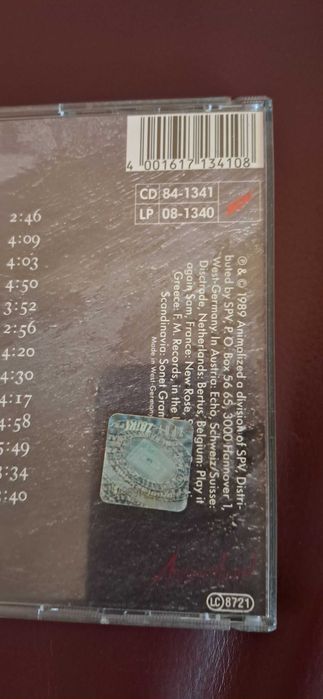 4 001617 134108
CD 84-1341
LP 08-1340
2:46
4:09
4:03
4:50
3:52
2:56
4:20
4:30
4:17
4:58
5:49
3:34
2:40
℗ & © 1989 Animalized a division of SPV, Distri-
buted by SPV, P.O. Box 56 65, 3000 Hannover 1,
West-Germany. In Austria: Echo, Schweiz/Suisse:
Disctrade, Netherlands: Bertus, Belgium: Play it
again Sam, France: New Rose,
Greece: F.M. Records, in the
Scandinavia: Sonet Gram
Made in West-Germany
ZAIKS
LC 8721